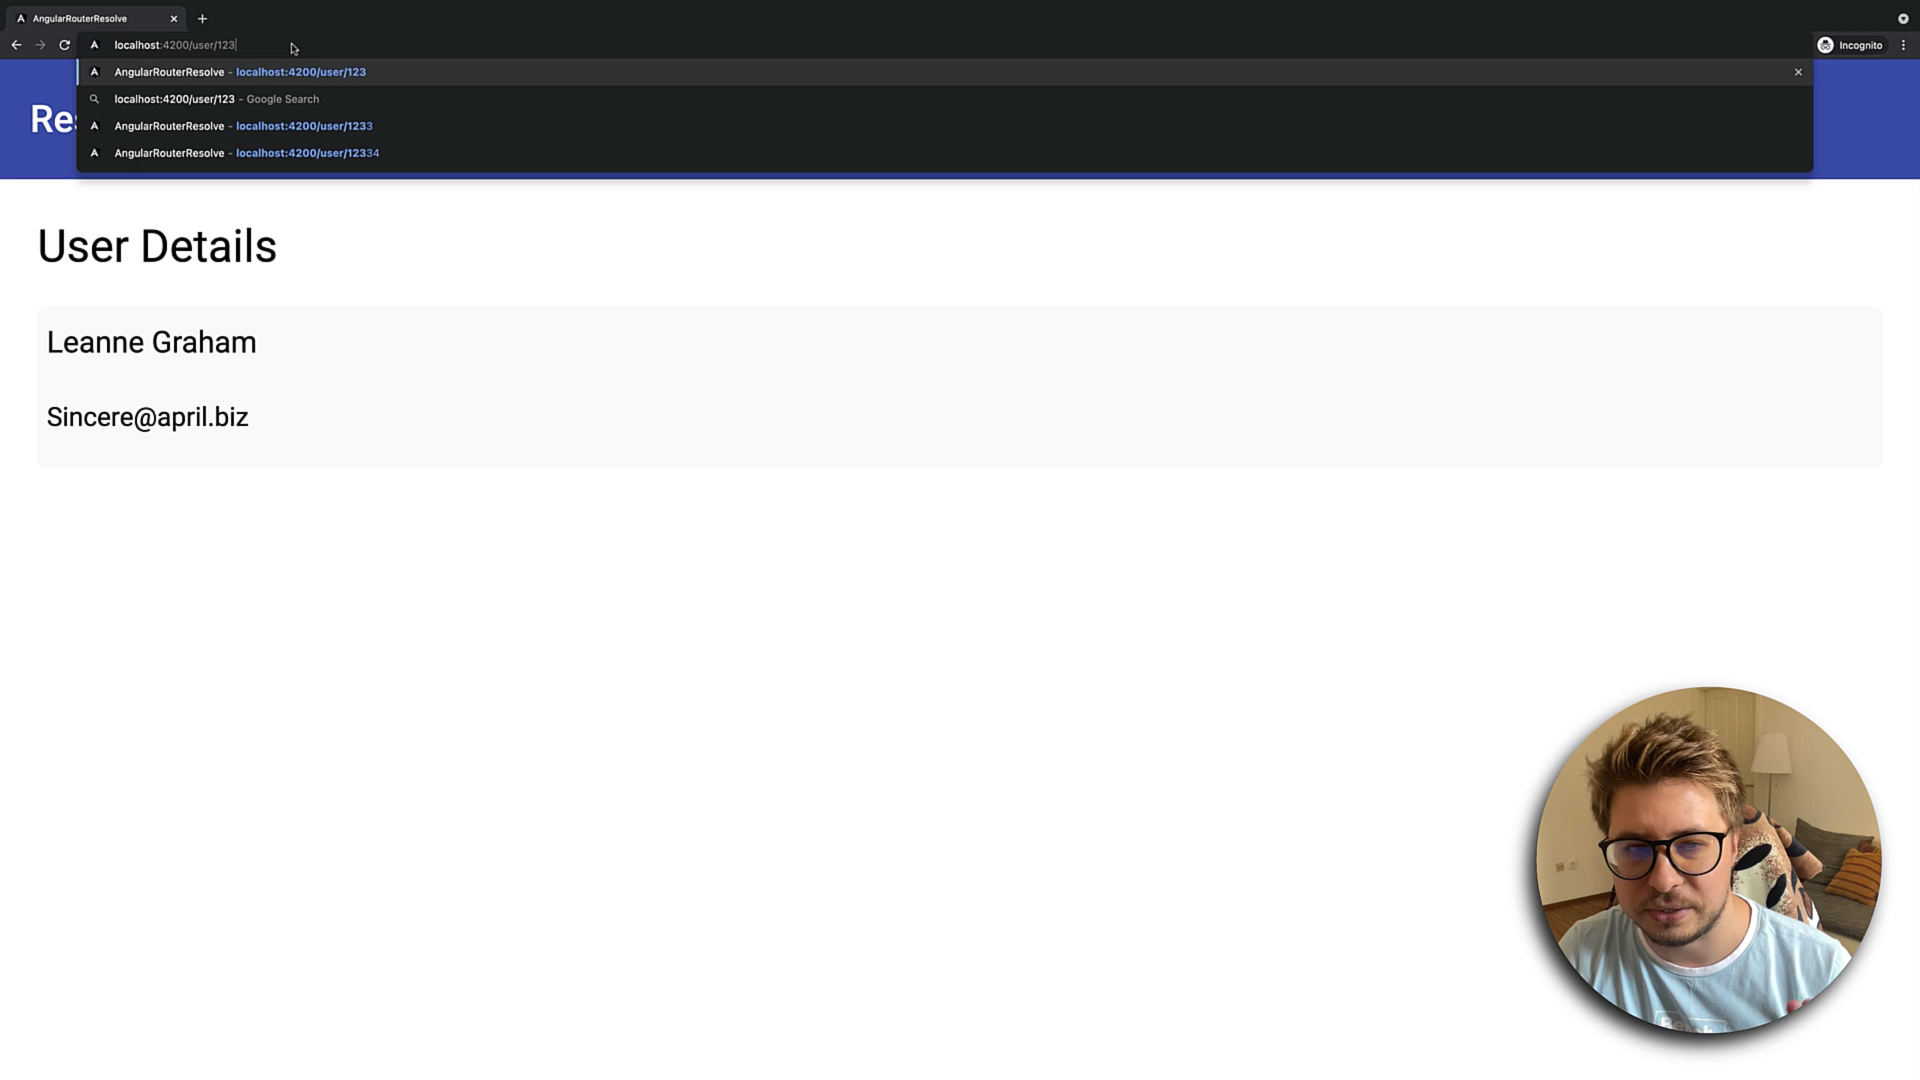 AngularRouterResolve
localhost:4200/user/123
Incognito
AngularRouterResolve - localhost:4200/user/123
localhost:4200/user/123 - Google Search
AngularRouterResolve - localhost:4200/user/1233
AngularRouterResolve - localhost:4200/user/12334
User Details
Leanne Graham
Sincere@april.biz